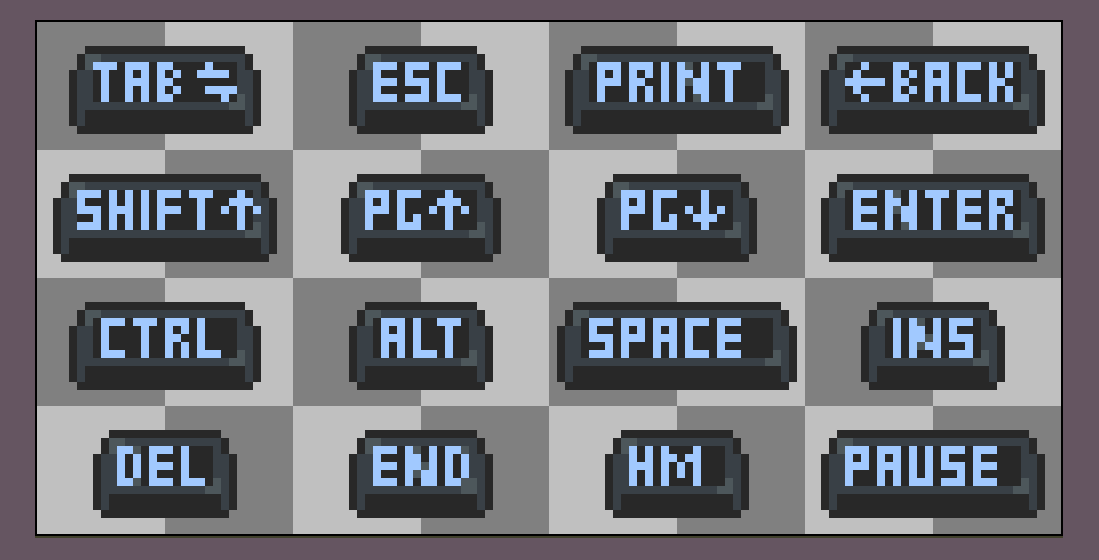 TAB ⇆ ESC PRINT ←BACK
SHIFT↑ PG↑ PG↓ ENTER
CTRL ALT SPACE INS
DEL END HM PAUSE